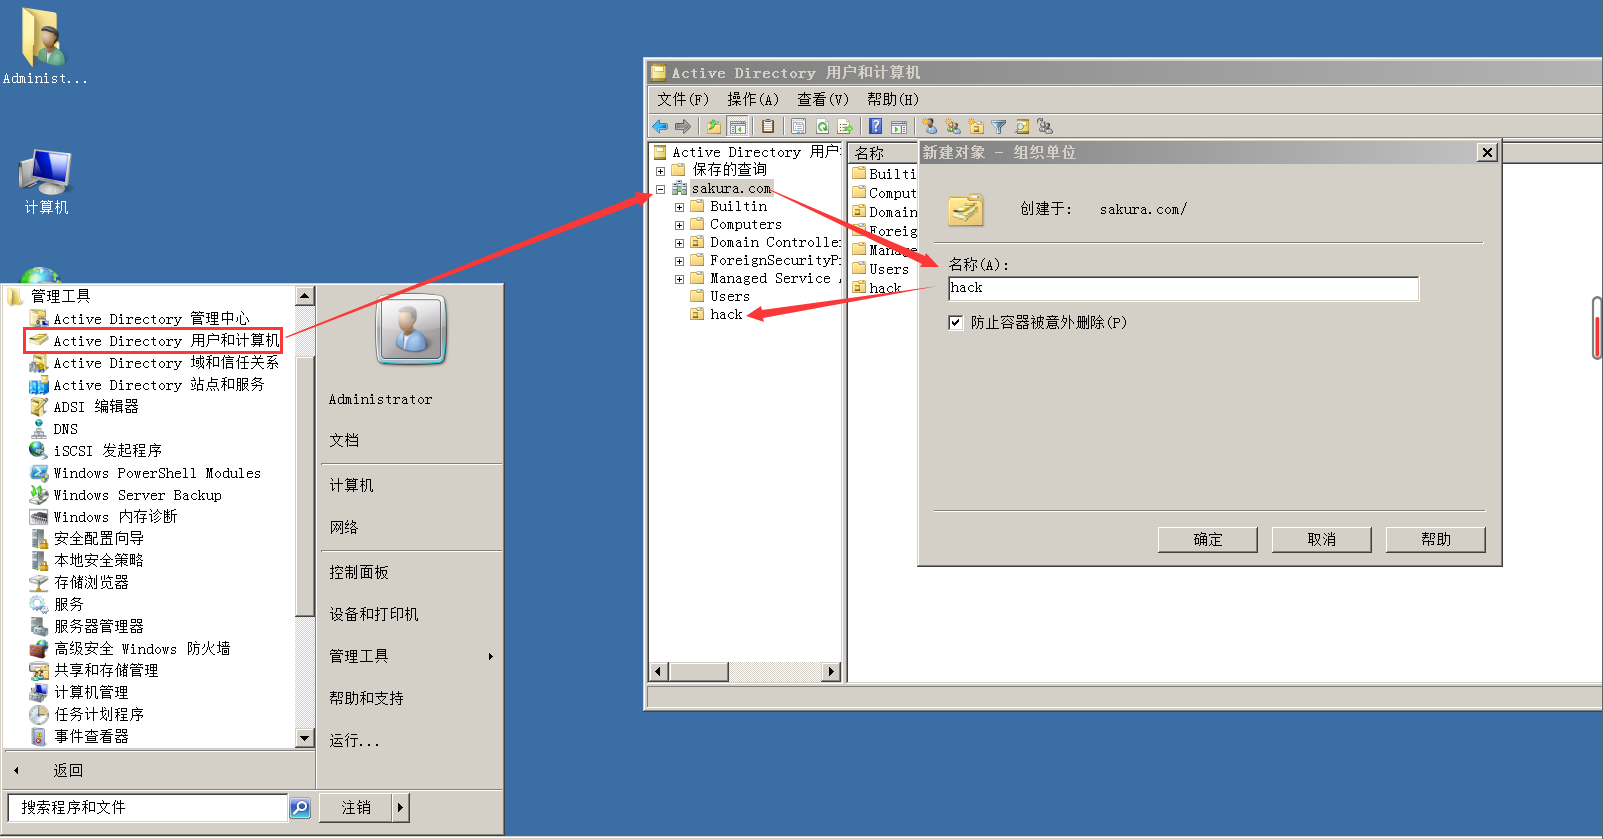 Administ...
计算机
管理工具
Active Directory 管理中心
Active Directory 用户和计算机
Active Directory 域和信任关系
Active Directory 站点和服务
ADSI 编辑器
DNS
iSCSI 发起程序
Windows PowerShell Modules
Windows Server Backup
Windows 内存诊断
安全配置向导
本地安全策略
存储浏览器
服务
服务器管理器
高级安全 Windows 防火墙
共享和存储管理
计算机管理
任务计划程序
事件查看器
返回
搜索程序和文件
Administrator
文档
计算机
网络
控制面板
设备和打印机
管理工具
帮助和支持
运行...
注销
Active Directory 用户和计算机
文件(F) 操作(A) 查看(V) 帮助(H)
Active Directory 用户
保存的查询
sakura.com
Builtin
Computers
Domain Controller
ForeignSecurityP
Managed Service
Users
hack
名称
Builti
Comput
Domain
Foreig
Manage
Users
hack
新建对象 - 组织单位
创建于: sakura.com/
名称(A):
hack
防止容器被意外删除(P)
确定 取消 帮助